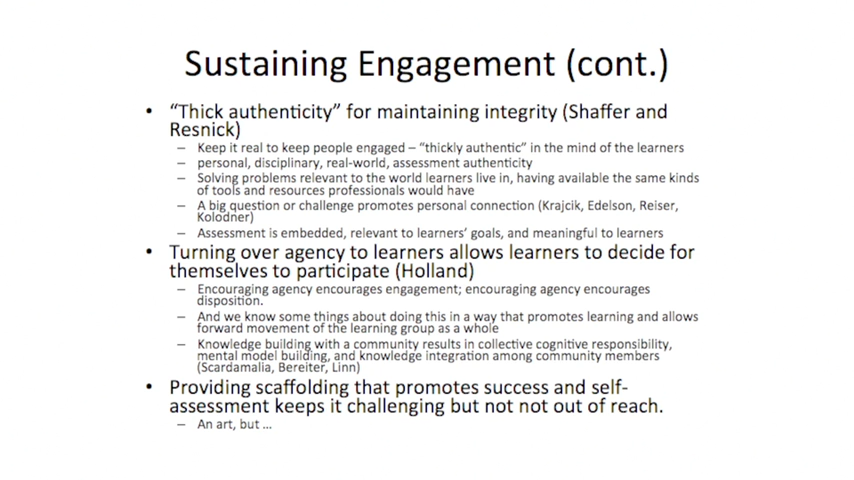 Sustaining Engagement (cont.)
• “Thick authenticity” for maintaining integrity (Shaffer and
Resnick)
– Keep it real to keep people engaged – “thickly authentic” in the mind of the learners
– personal, disciplinary, real-world, assessment authenticity
– Solving problems relevant to the world learners live in, having available the same kinds
of tools and resources professionals would have
– A big question or challenge promotes personal connection (Krajcik, Edelson, Reiser,
Kolodner)
– Assessment is embedded, relevant to learners’ goals, and meaningful to learners
• Turning over agency to learners allows learners to decide for
themselves to participate (Holland)
– Encouraging agency encourages engagement; encouraging agency encourages
disposition.
– And we know some things about doing this in a way that promotes learning and allows
forward movement of the learning group as a whole
– Knowledge building with a community results in collective cognitive responsibility,
mental model building, and knowledge integration among community members
(Scardamalia, Bereiter, Linn)
• Providing scaffolding that promotes success and self-
assessment keeps it challenging but not not out of reach.
– An art, but ...